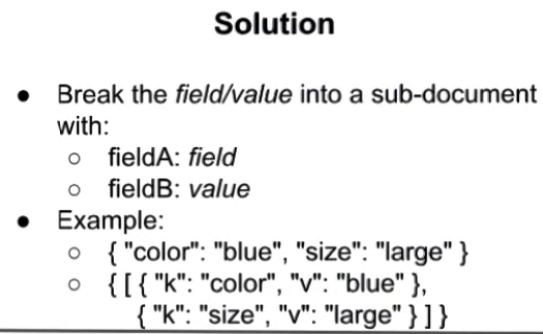 Solution
● Break the field/value into a sub-document
with:
○ fieldA: field
○ fieldB: value
● Example:
○ { "color": "blue", "size": "large" }
○ { [ { "k": "color", "v": "blue" },
{ "k": "size", "v": "large" } ] }